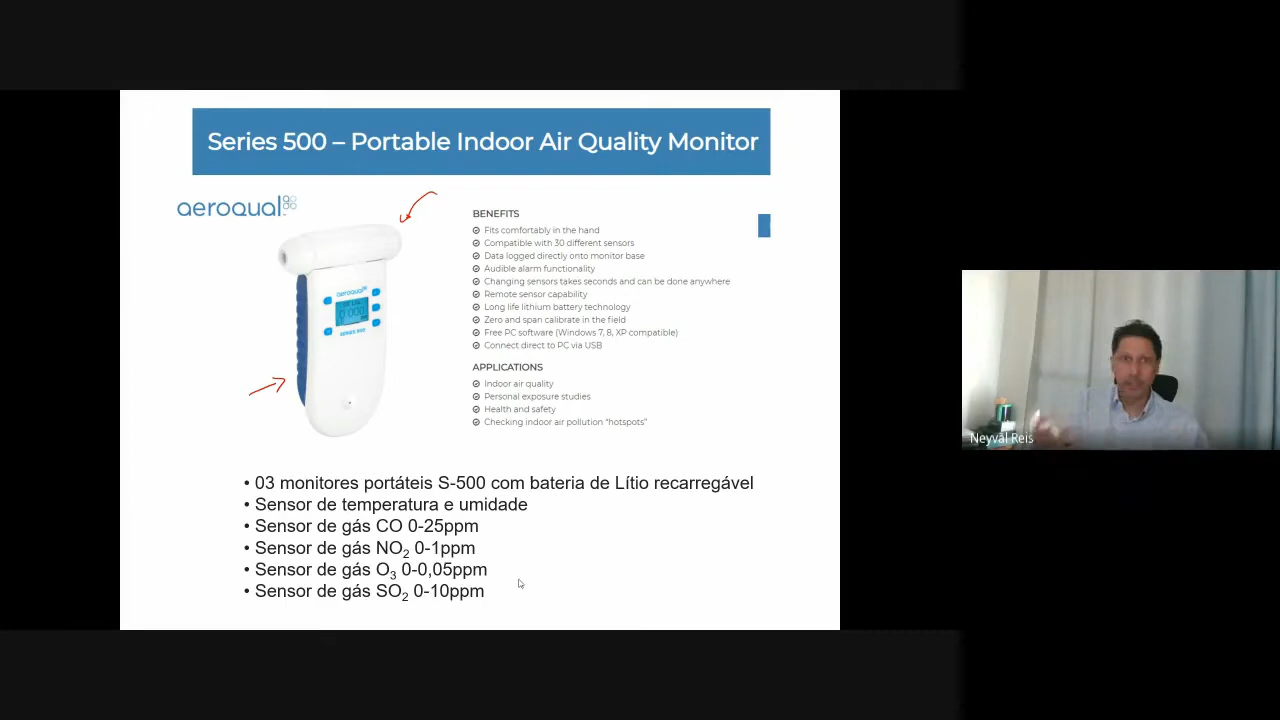 Series 500 – Portable Indoor Air Quality Monitor
aeroqual
BENEFITS
Fits comfortably in the hand
Compatible with 30 different sensors
Data logged directly onto monitor base
Audible alarm functionality
Changing sensors takes seconds and can be done anywhere
Remote sensor capability
Long life lithium battery technology
Zero and span calibrate in the field
Free PC software (Windows 7, 8, XP compatible)
Connect direct to PC via USB
APPLICATIONS
Indoor air quality
Personal exposure studies
Health and safety
Checking indoor air pollution “hotspots”
aeroqual
SERIES 500
• 03 monitores portáteis S-500 com bateria de Lítio recarregável
• Sensor de temperatura e umidade
• Sensor de gás CO 0-25ppm
• Sensor de gás NO2 0-1ppm
• Sensor de gás O3 0-0,05ppm
• Sensor de gás SO2 0-10ppm
Neyval Reis